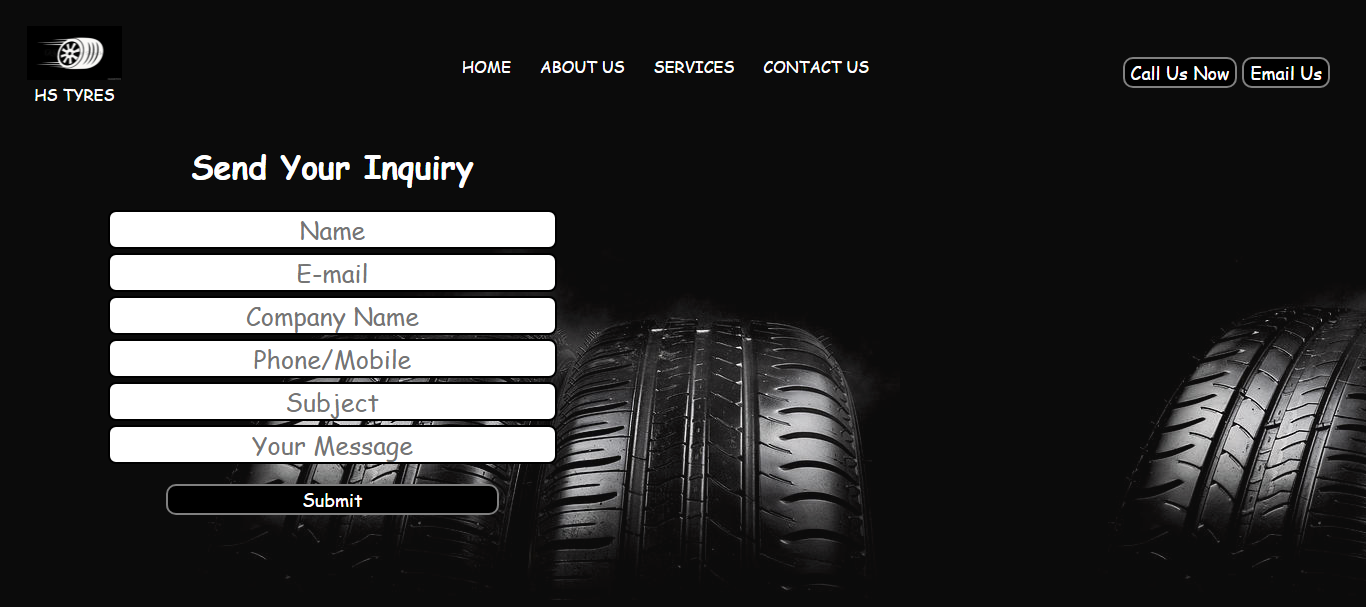 HS TYRES
HOME ABOUT US SERVICES CONTACT US
Call Us Now Email Us
Send Your Inquiry
Name
E-mail
Company Name
Phone/Mobile
Subject
Your Message
Submit